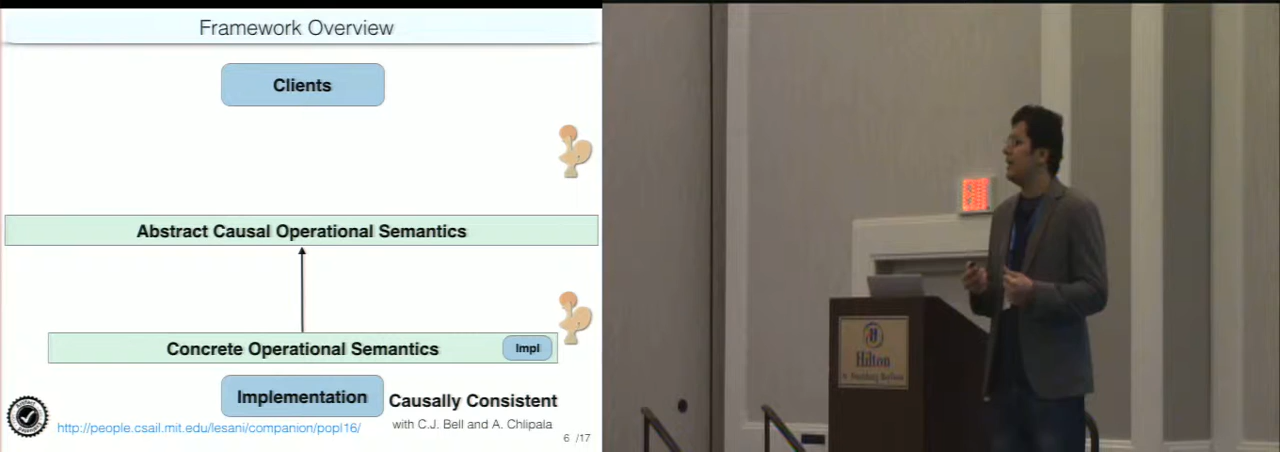 Framework Overview
Clients
Abstract Causal Operational Semantics
Concrete Operational Semantics
Impl
Implementation
Causally Consistent
with C.J. Bell and A. Chlipala
http://people.csail.mit.edu/lesani/companion/popl16/
6 /17
Hilton